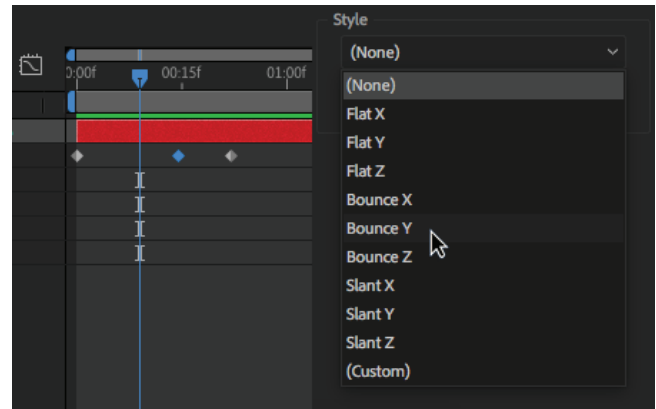 Style
(None)
0:00f 00:15f 01:00f
(None)
Flat X
Flat Y
Flat Z
Bounce X
Bounce Y
Bounce Z
Slant X
Slant Y
Slant Z
(Custom)